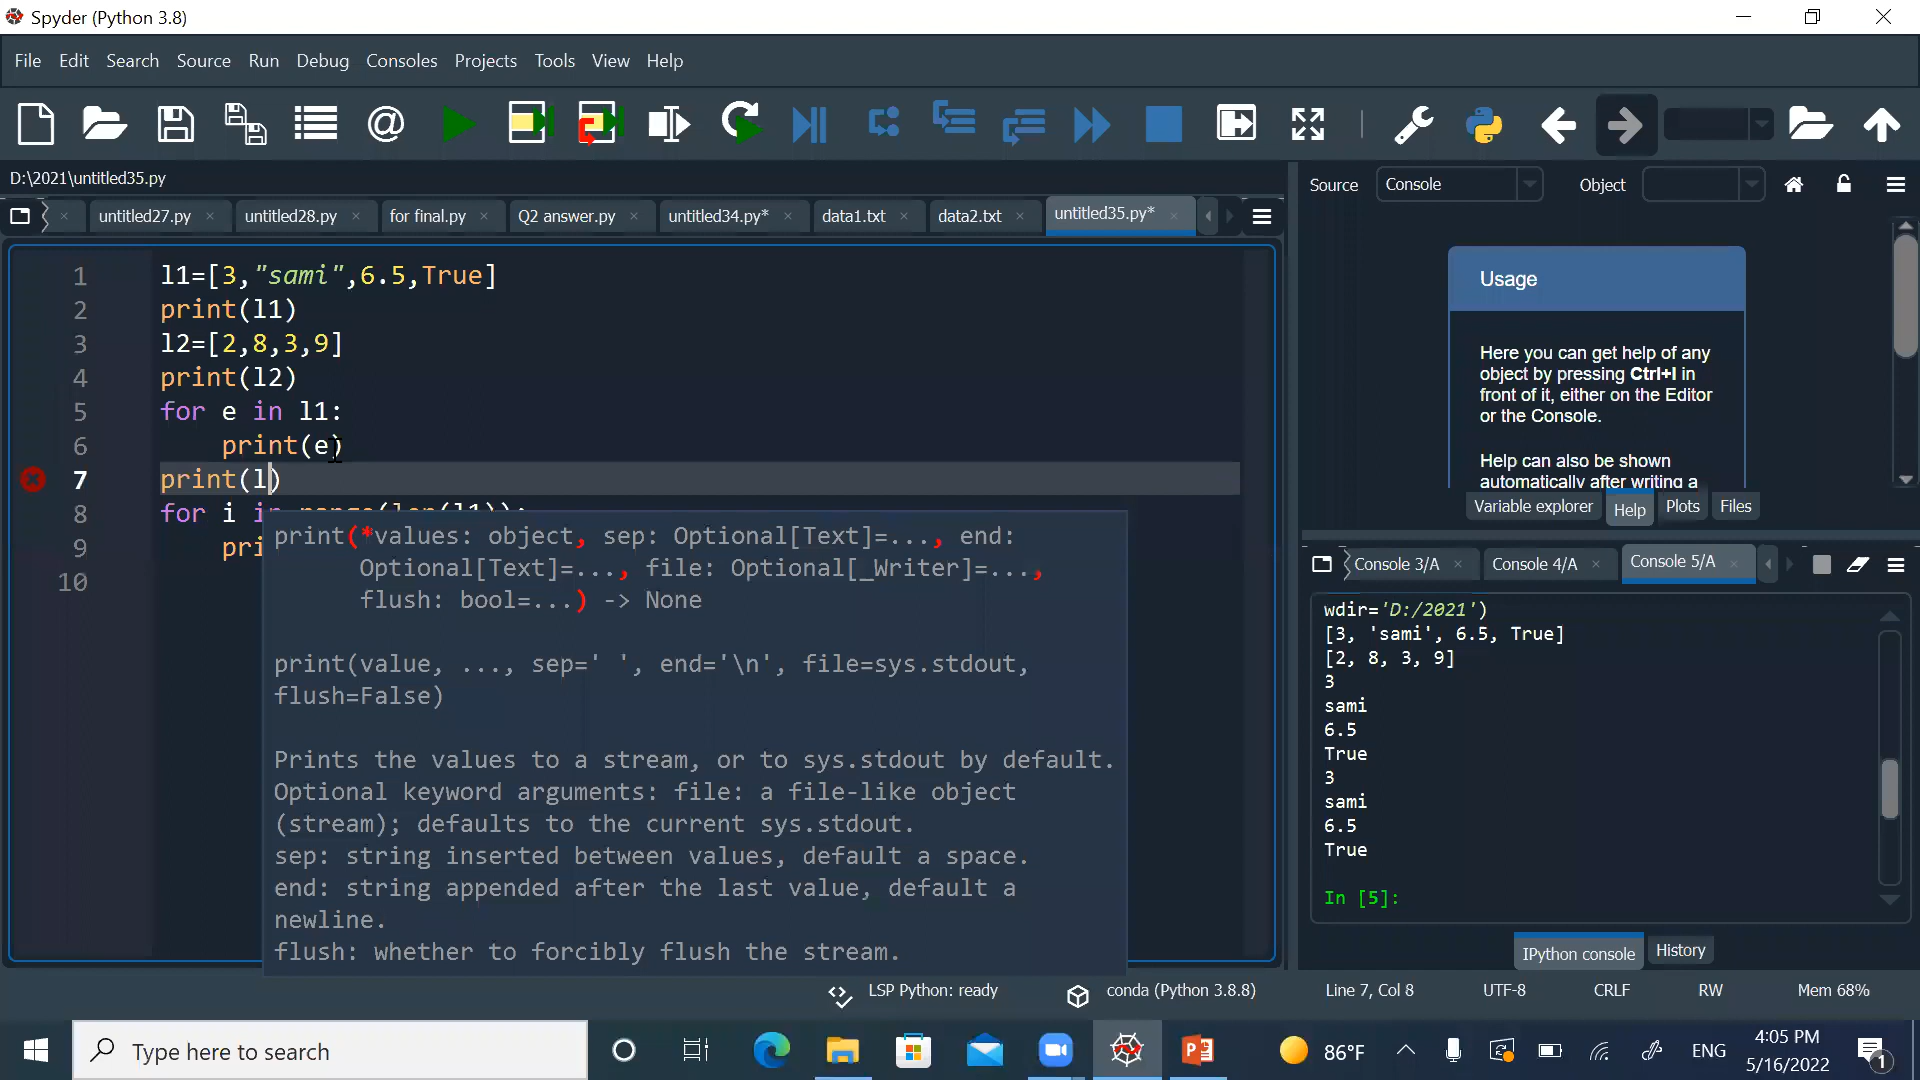 Spyder (Python 3.8)
File Edit Search Source Run Debug Consoles Projects Tools View Help
D:\2021\untitled35.py
untitled27.py untitled28.py for final.py Q2 answer.py untitled34.py* data1.txt data2.txt untitled35.py*
1 l1=[3,"sami",6.5,True]
2 print(l1)
3 l2=[2,8,3,9]
4 print(l2)
5 for e in l1:
6 print(e)
7 print(l)
8 for i in range(len(l1)):
9 pri
10
print(*values: object, sep: Optional[Text]=..., end:
Optional[Text]=..., file: Optional[_Writer]=...,
flush: bool=...) -> None
print(value, ..., sep=' ', end='\n', file=sys.stdout,
flush=False)
Prints the values to a stream, or to sys.stdout by default.
Optional keyword arguments: file: a file-like object
(stream); defaults to the current sys.stdout.
sep: string inserted between values, default a space.
end: string appended after the last value, default a
newline.
flush: whether to forcibly flush the stream.
Source Console Object
Usage
Here you can get help of any
object by pressing Ctrl+I in
front of it, either on the Editor
or the Console.
Help can also be shown
automatically after writing a
Variable explorer Help Plots Files
Console 3/A Console 4/A Console 5/A
wdir='D:/2021')
[3, 'sami', 6.5, True]
[2, 8, 3, 9]
3
sami
6.5
True
3
sami
6.5
True
In [5]:
IPython console History
LSP Python: ready conda (Python 3.8.8) Line 7, Col 8 UTF-8 CRLF RW Mem 68%
Type here to search
86°F ENG
4:05 PM
5/16/2022
1